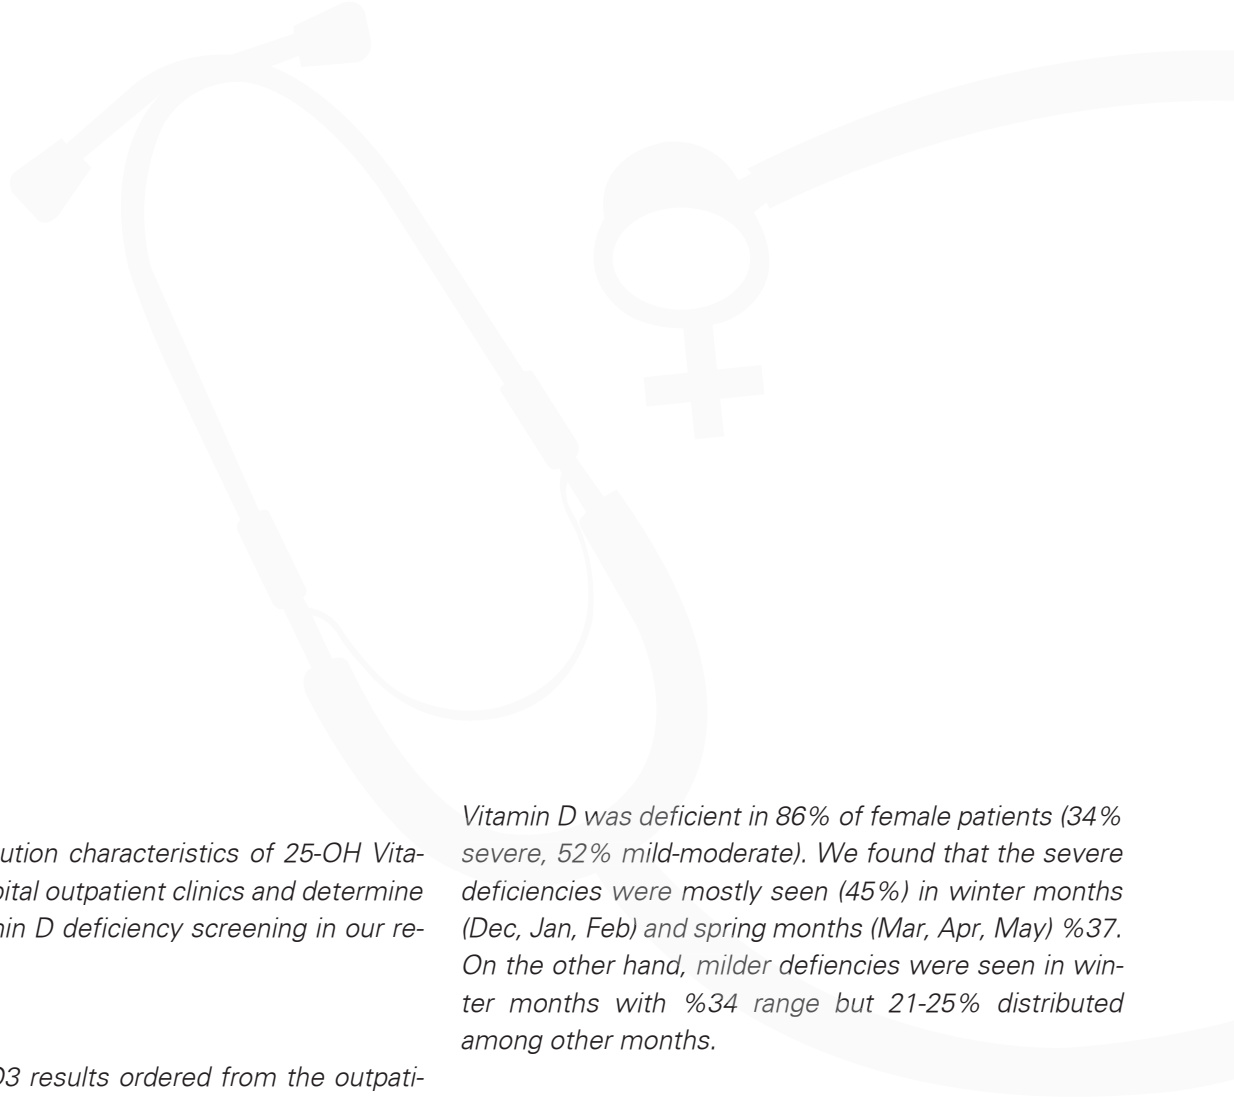 ution characteristics of 25-OH Vita-
pital outpatient clinics and determine
min D deficiency screening in our re-
D3 results ordered from the outpati-
Vitamin D was deficient in 86% of female patients (34%
severe, 52% mild-moderate). We found that the severe
deficiencies were mostly seen (45%) in winter months
(Dec, Jan, Feb) and spring months (Mar, Apr, May) %37.
On the other hand, milder defiencies were seen in win-
ter months with %34 range but 21-25% distributed
among other months.